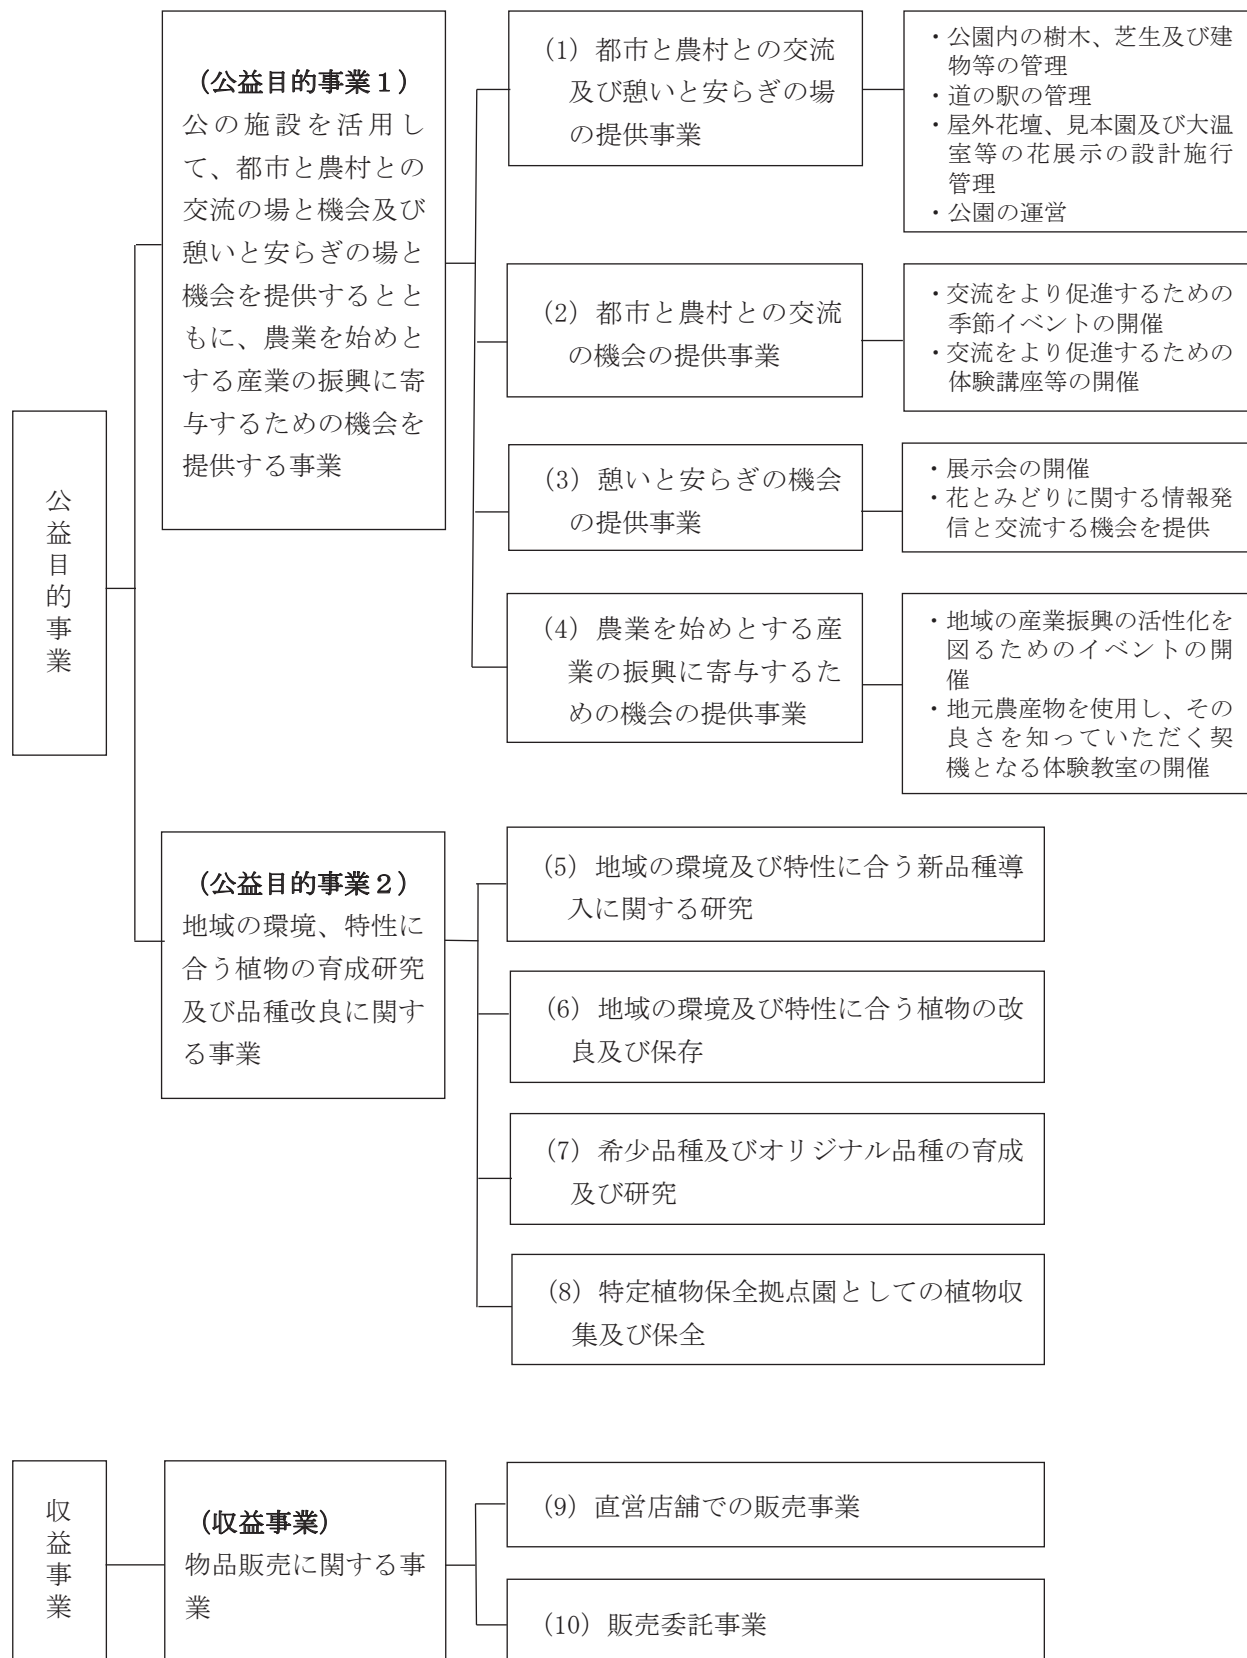 公益目的事業
（公益目的事業１）
公の施設を活用し
て、都市と農村との
交流の場と機会及び
憩いと安らぎの場と
機会を提供するとと
もに、農業を始めと
する産業の振興に寄
与するための機会を
提供する事業
(1) 都市と農村との交流
及び憩いと安らぎの場
の提供事業
・公園内の樹木、芝生及び建
物等の管理
・道の駅の管理
・屋外花壇、見本園及び大温
室等の花展示の設計施行
管理
・公園の運営
(2) 都市と農村との交流
の機会の提供事業
・交流をより促進するための
季節イベントの開催
・交流をより促進するための
体験講座等の開催
(3) 憩いと安らぎの機会
の提供事業
・展示会の開催
・花とみどりに関する情報発
信と交流する機会を提供
(4) 農業を始めとする産
業の振興に寄与するた
めの機会の提供事業
・地域の産業振興の活性化を
図るためのイベントの開
催
・地元農産物を使用し、その
良さを知っていただく契
機となる体験教室の開催
（公益目的事業２）
地域の環境、特性に
合う植物の育成研究
及び品種改良に関す
る事業
(5) 地域の環境及び特性に合う新品種導
入に関する研究
(6) 地域の環境及び特性に合う植物の改
良及び保存
(7) 希少品種及びオリジナル品種の育成
及び研究
(8) 特定植物保全拠点園としての植物収
集及び保全
収益事業
（収益事業）
物品販売に関する事
業
(9) 直営店舗での販売事業
(10) 販売委託事業